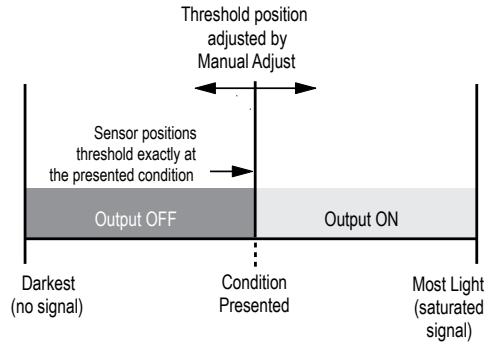 Threshold position
adjusted by
Manual Adjust
Sensor positions
threshold exactly at
the presented condition
Output OFF
Output ON
Darkest
(no signal)
Condition
Presented
Most Light
(saturated
signal)